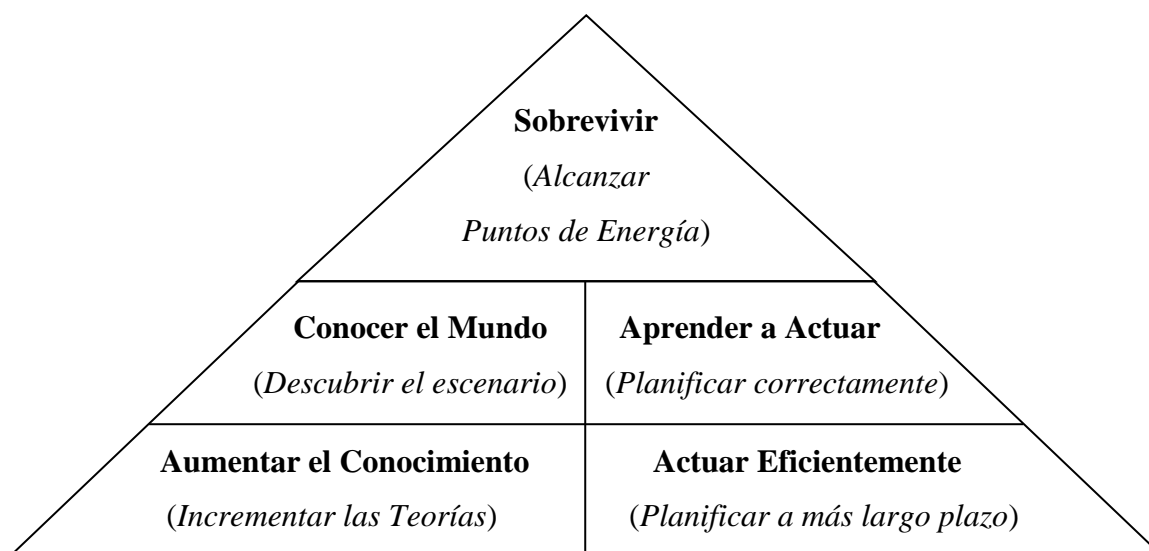 Sobrevivir
(Alcanzar
Puntos de Energía)
Conocer el Mundo
(Descubrir el escenario)
Aprender a Actuar
(Planificar correctamente)
Aumentar el Conocimiento
(Incrementar las Teorías)
Actuar Eficientemente
(Planificar a más largo plazo)